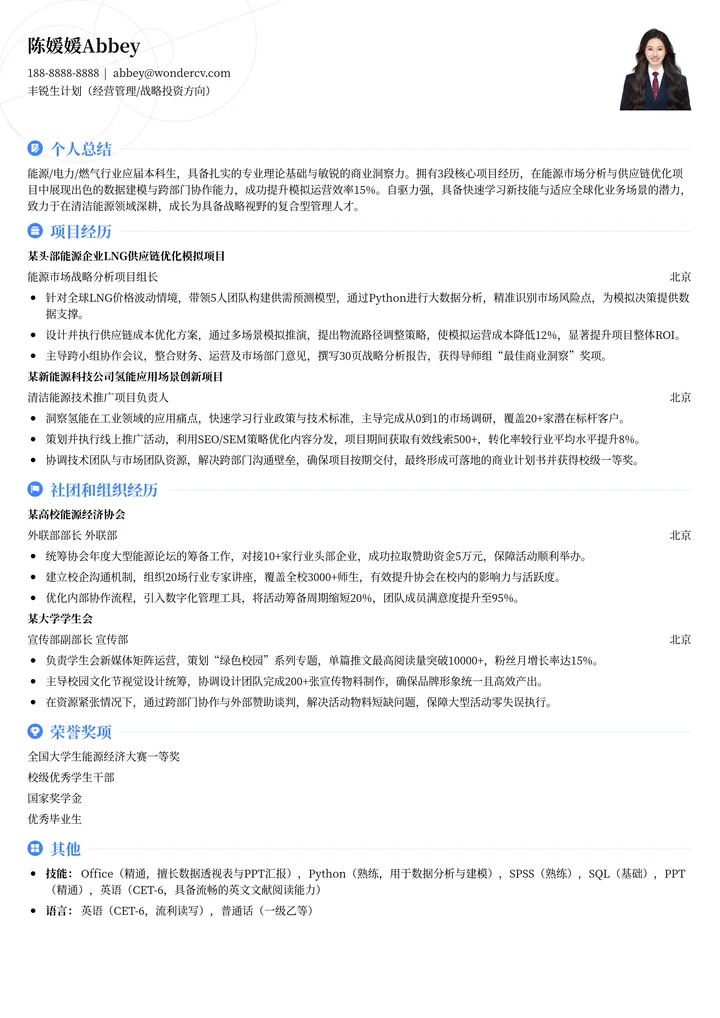 陈媛媛Abbey
188-8888-8888 | abbey@wondercv.com
丰锐生计划（经营管理/战略投资方向）
个人总结
能源/电力/燃气行业应届本科生，具备扎实的专业理论基础与敏锐的商业洞察力。拥有3段核心项目经历，在能源市场分析与供应链优化项
目中展现出色的数据建模与跨部门协作能力，成功提升模拟运营效率15%。自驱力强，具备快速学习新技能与适应全球化业务场景的潜力，
致力于在清洁能源领域深耕，成长为具备战略视野的复合型管理人才。
项目经历
某头部能源企业LNG供应链优化模拟项目
能源市场战略分析项目组长 北京
针对全球LNG价格波动情境，带领5人团队构建供需预测模型，通过Python进行大数据分析，精准识别市场风险点，为模拟决策提供数
据支撑。
设计并执行供应链成本优化方案，通过多场景模拟推演，提出物流路径调整策略，使模拟运营成本降低12%，显著提升项目整体ROI。
主导跨小组协作会议，整合财务、运营及市场部门意见，撰写30页战略分析报告，获得导师组“最佳商业洞察”奖项。
某新能源科技公司氢能应用场景创新项目
清洁能源技术推广项目负责人 北京
洞察氢能在工业领域的应用痛点，快速学习行业政策与技术标准，主导完成从0到1的市场调研，覆盖20+家潜在标杆客户。
策划并执行线上推广活动，利用SEO/SEM策略优化内容分发，项目期间获取有效线索500+，转化率较行业平均水平提升8%。
协调技术团队与市场团队资源，解决跨部门沟通壁垒，确保项目按期交付，最终形成可落地的商业计划书并获得校级一等奖。
社团和组织经历
某高校能源经济协会
外联部部长 外联部 北京
统筹协会年度大型能源论坛的筹备工作，对接10+家行业头部企业，成功拉取赞助资金5万元，保障活动顺利举办。
建立校企沟通机制，组织20场行业专家讲座，覆盖全校3000+师生，有效提升协会在校内的影响力与活跃度。
优化内部协作流程，引入数字化管理工具，将活动筹备周期缩短20%，团队成员满意度提升至95%。
某大学学生会
宣传部副部长 宣传部 北京
负责学生会新媒体矩阵运营，策划“绿色校园”系列专题，单篇推文最高阅读量突破10000+，粉丝月增长率达15%。
主导校园文化节视觉设计统筹，协调设计团队完成200+张宣传物料制作，确保品牌形象统一且高效产出。
在资源紧张情况下，通过跨部门协作与外部赞助谈判，解决活动物料短缺问题，保障大型活动零失误执行。
荣誉奖项
全国大学生能源经济大赛一等奖
校级优秀学生干部
国家奖学金
优秀毕业生
其他
技能： Office（精通，擅长数据透视表与PPT汇报），Python（熟练，用于数据分析与建模），SPSS（熟练），SQL（基础），PPT
（精通），英语（CET-6，具备流畅的英文文献阅读能力）
语言： 英语（CET-6，流利读写），普通话（一级乙等）